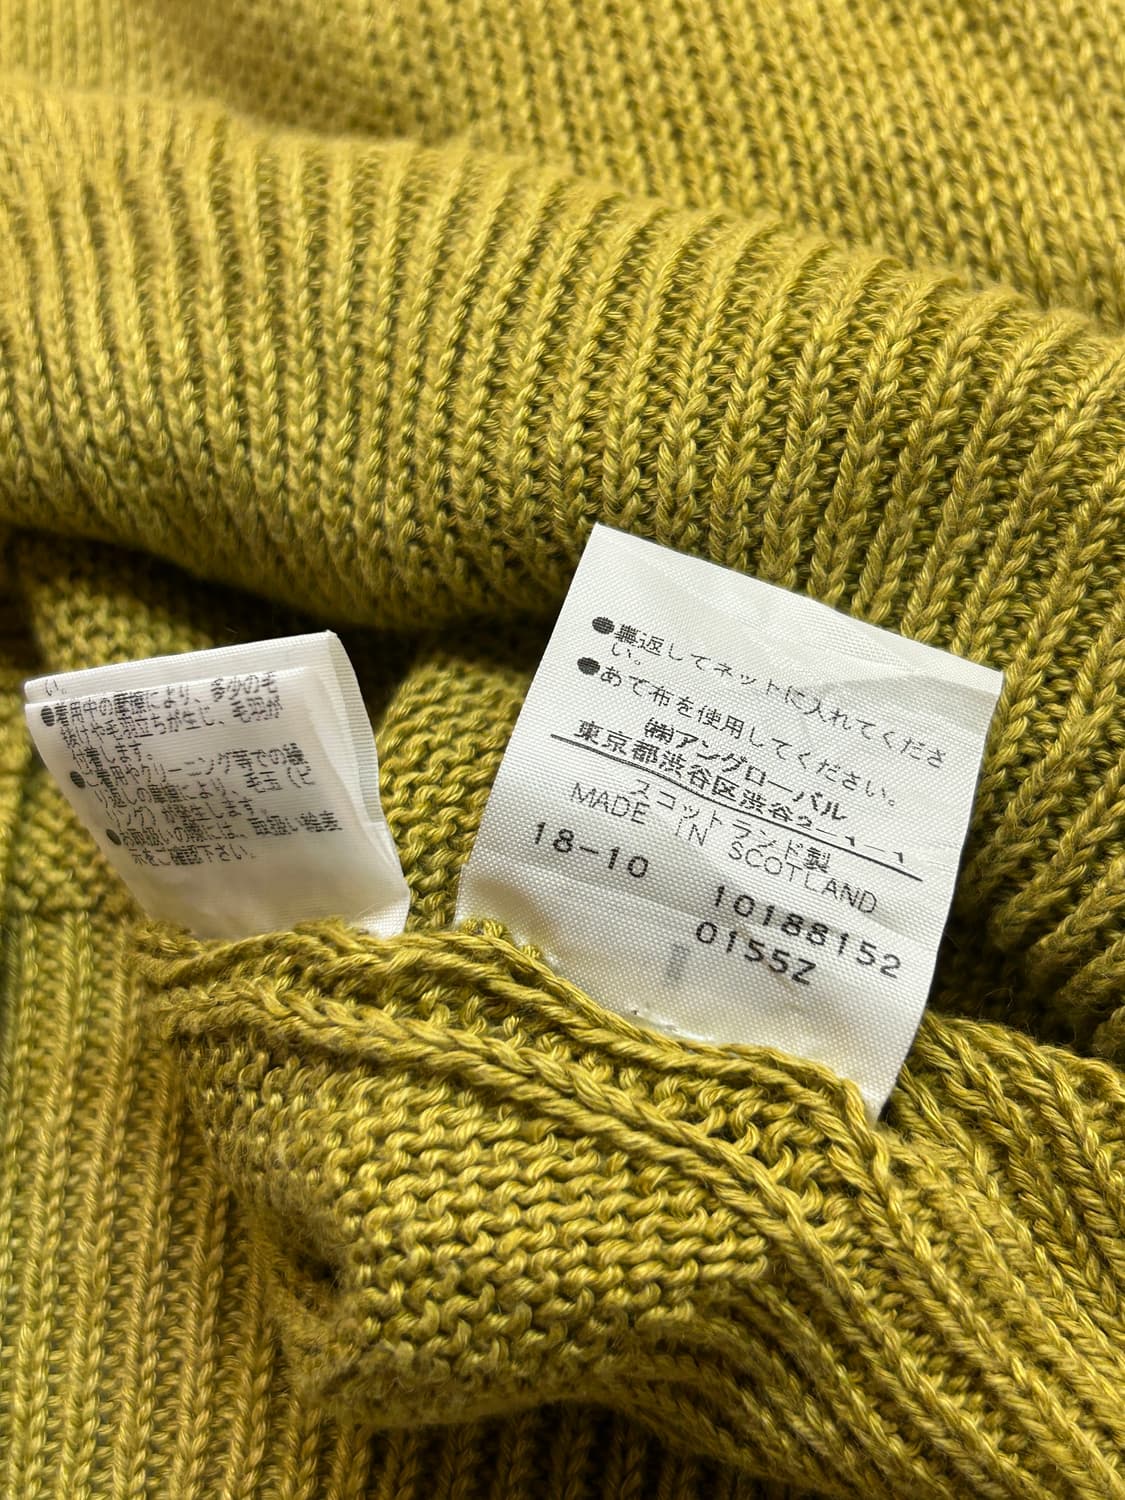 い。
●着用中の摩擦により、多少の毛
抜けや毛羽立ちが生じ、毛羽が
付着します。
●ご着用やクリーニング等での繰
り返しの摩擦により、毛玉（ピ
リング）が発生します。
●お取扱いの際には、取扱い絵表
示をご確認下さい。
●裏返してネットに入れてくださ
い。
●あて布を使用してください。
㈱アングローバル
東京都渋谷区渋谷2-1-1
スコットランド製
MADE IN SCOTLAND
18-10
10188152
0155Z